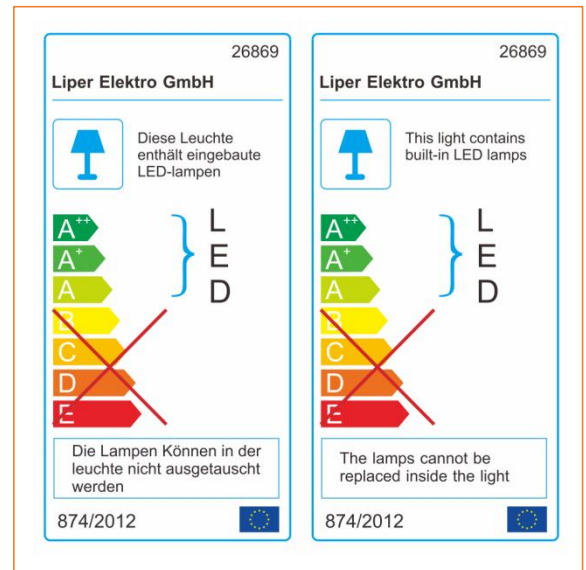 26869
Liper Elektro GmbH
Diese Leuchte
enthält eingebaute
LED-lampen
A++
A+
A
B
C
D
E
L
E
D
Die Lampen Können in der
leuchte nicht ausgetauscht
werden
874/2012
26869
Liper Elektro GmbH
This light contains
built-in LED lamps
A++
A+
A
B
C
D
E
L
E
D
The lamps cannot be
replaced inside the light
874/2012